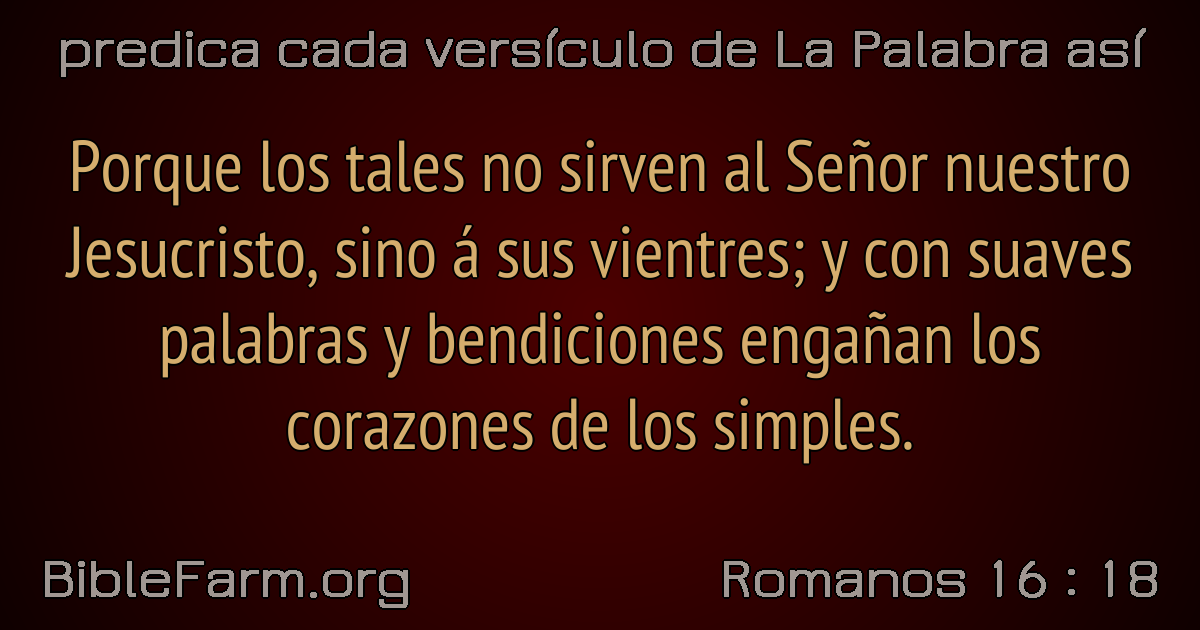 predica cada versículo de La Palabra así
Porque los tales no sirven al Señor nuestro
Jesucristo, sino á sus vientres; y con suaves
palabras y bendiciones engañan los
corazones de los simples.
BibleFarm.org
Romanos 16 : 18